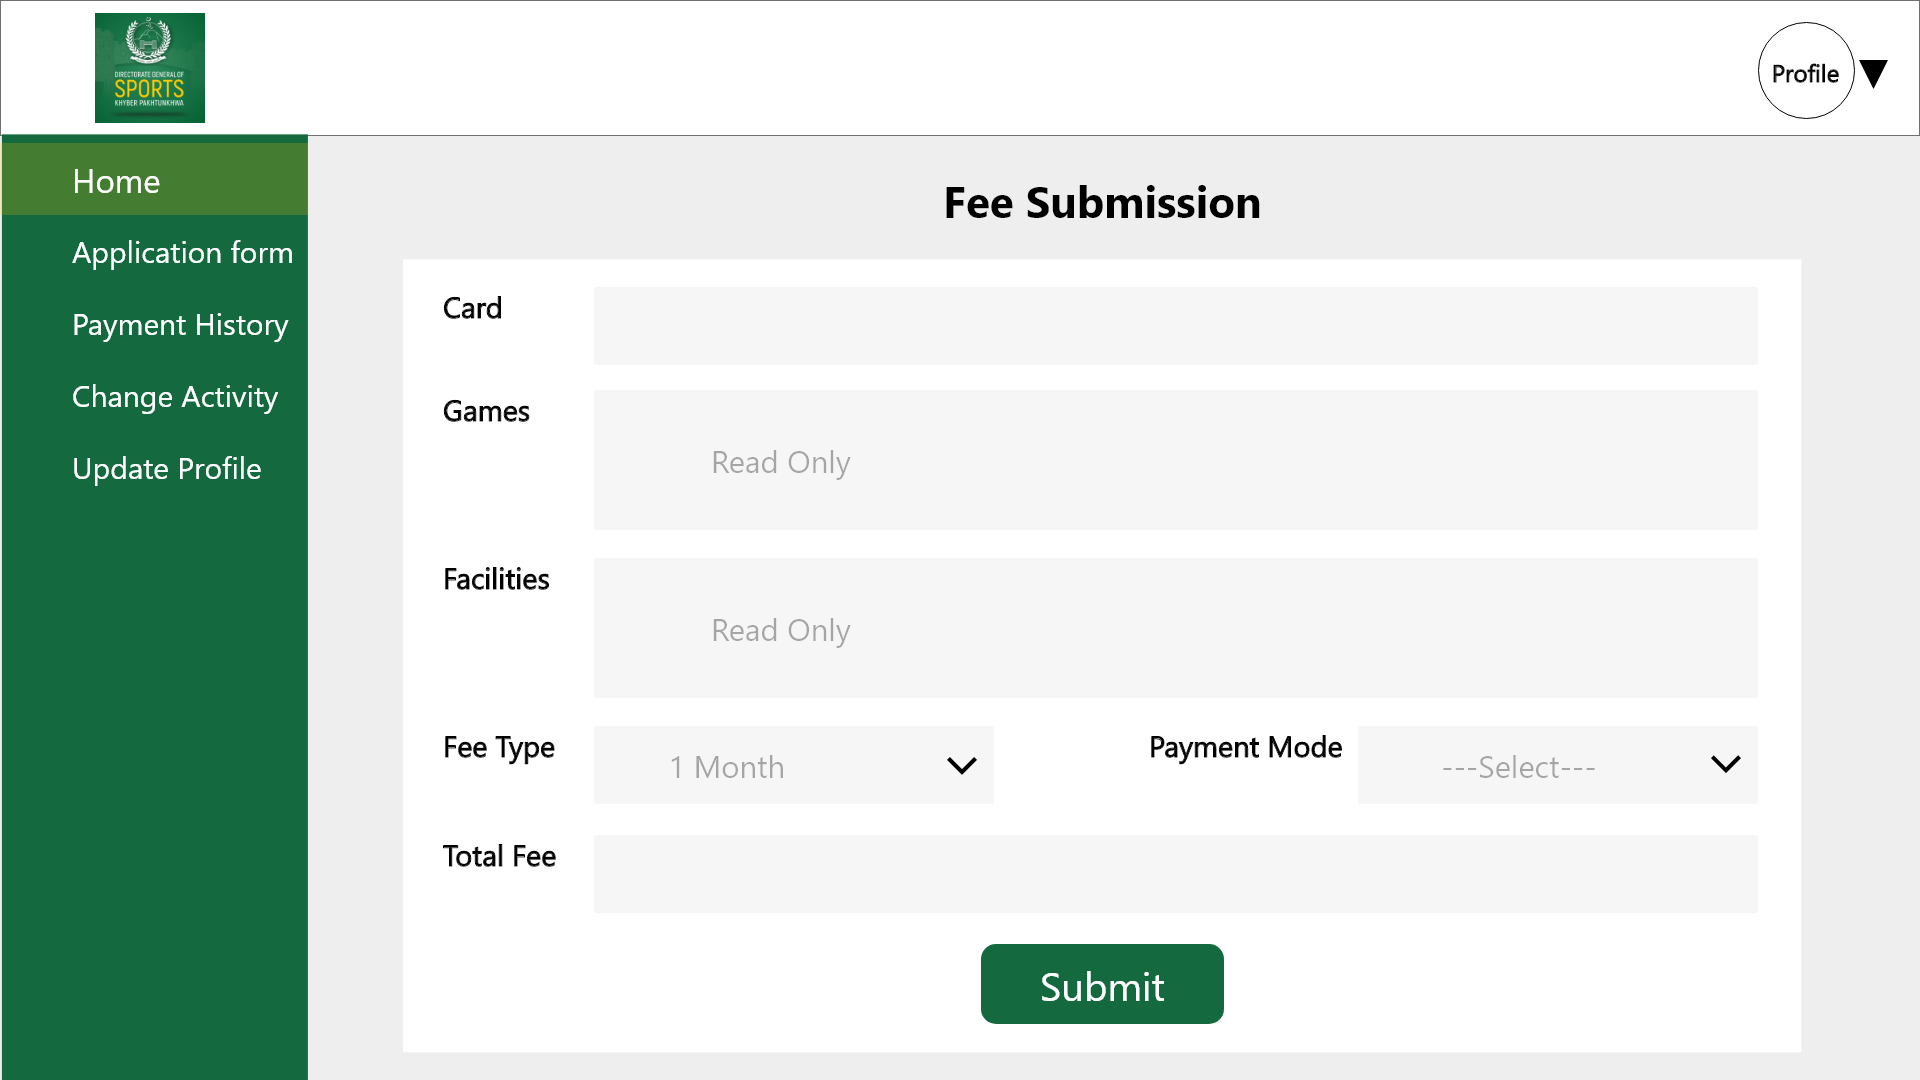 DIRECTORATE GENERAL OF
SPORTS
KHYBER PAKHTUNKHWA
Profile
Home
Application form
Payment History
Change Activity
Update Profile
Fee Submission
Card
Games
Read Only
Facilities
Read Only
Fee Type
1 Month
Payment Mode
---Select---
Total Fee
Submit